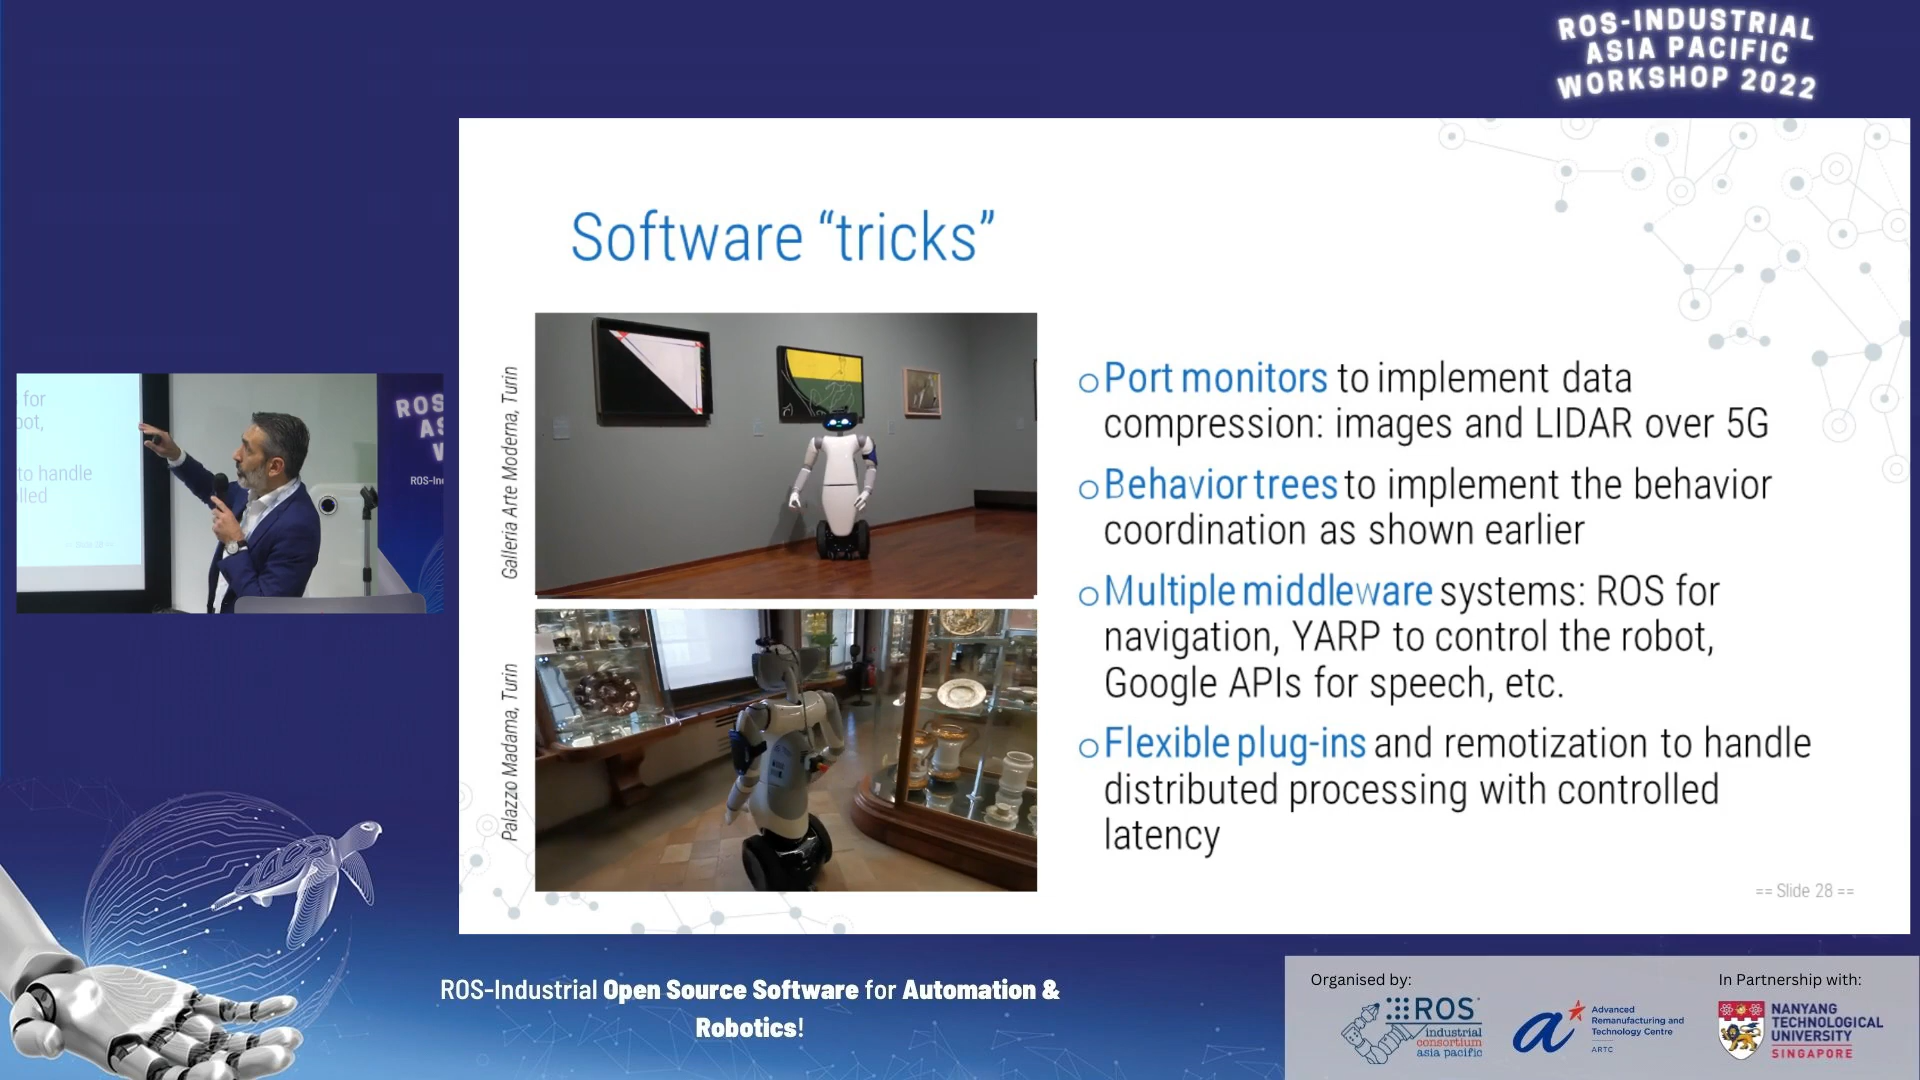 ROS-INDUSTRIAL
ASIA PACIFIC
WORKSHOP 2022
Software “tricks”
Galleria Arte Moderna, Turin
Palazzo Madama, Turin
Port monitors to implement data
compression: images and LIDAR over 5G
Behavior trees to implement the behavior
coordination as shown earlier
Multiple middleware systems: ROS for
navigation, YARP to control the robot,
Google APIs for speech, etc.
Flexible plug-ins and remotization to handle
distributed processing with controlled
latency
== Slide 28 ==
for
to handle
ROS
ROS-Industrial Open Source Software for Automation &
Robotics!
Organised by:
ROS
industrial
consortium
asia pacific
Advanced
Remanufacturing and
Technology Centre
ARTC
In Partnership with:
NANYANG
TECHNOLOGICAL
UNIVERSITY
SINGAPORE